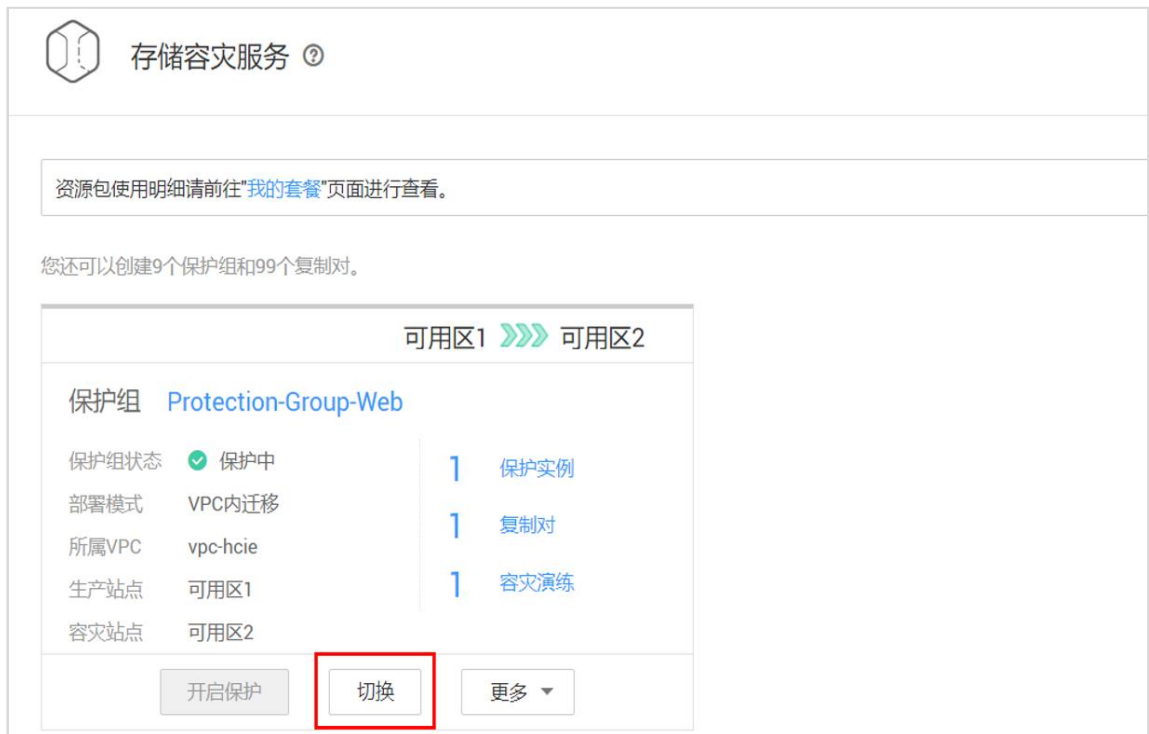 存储容灾服务 ?
资源包使用明细请前往"我的套餐"页面进行查看。
您还可以创建9个保护组和99个复制对。
可用区1 可用区2
保护组 Protection-Group-Web
保护组状态 保护中
部署模式 VPC内迁移
所属VPC vpc-hcie
生产站点 可用区1
容灾站点 可用区2
1 保护实例
1 复制对
1 容灾演练
开启保护 切换 更多